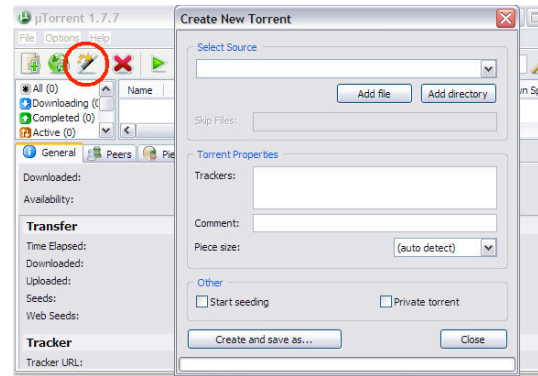 µTorrent 1.7.7
File Options Help
All (0)
Downloading (
Completed (0)
Active (0)
Name
General Peers Pie
Downloaded:
Availability:
Transfer
Time Elapsed:
Downloaded:
Uploaded:
Seeds:
Web Seeds:
Tracker
Tracker URL:
Create New Torrent
Select Source
Add file Add directory
Skip Files:
Torrent Properties
Trackers:
Comment:
Piece size: (auto detect)
Other
Start seeding Private torrent
Create and save as... Close
wn Sp